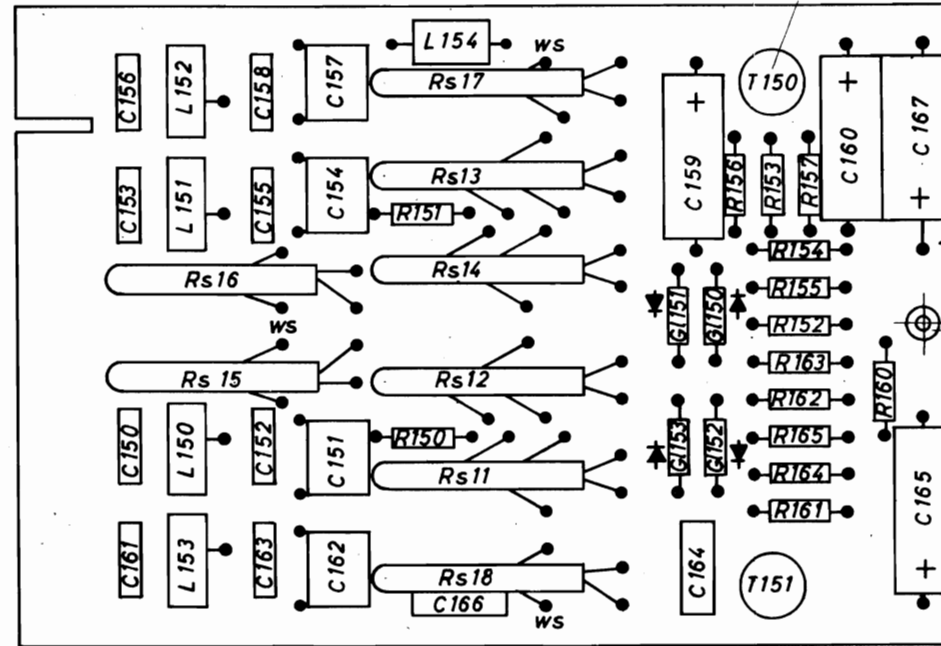 L154
ws
C156
L152
C158
C157
Rs17
T150
C159
+
C160
+
C167
+
C153
L151
C155
C154
Rs13
R151
R156
R153
R157
R154
Rs16
ws
Rs14
Gl151
Gl150
R155
R152
R163
R160
Rs 15
Rs12
R162
C150
L150
C152
C151
R150
Rs11
Gl153
Gl152
R165
R164
R161
C165
+
C161
L153
C163
C162
Rs18
C166
ws
C164
T151